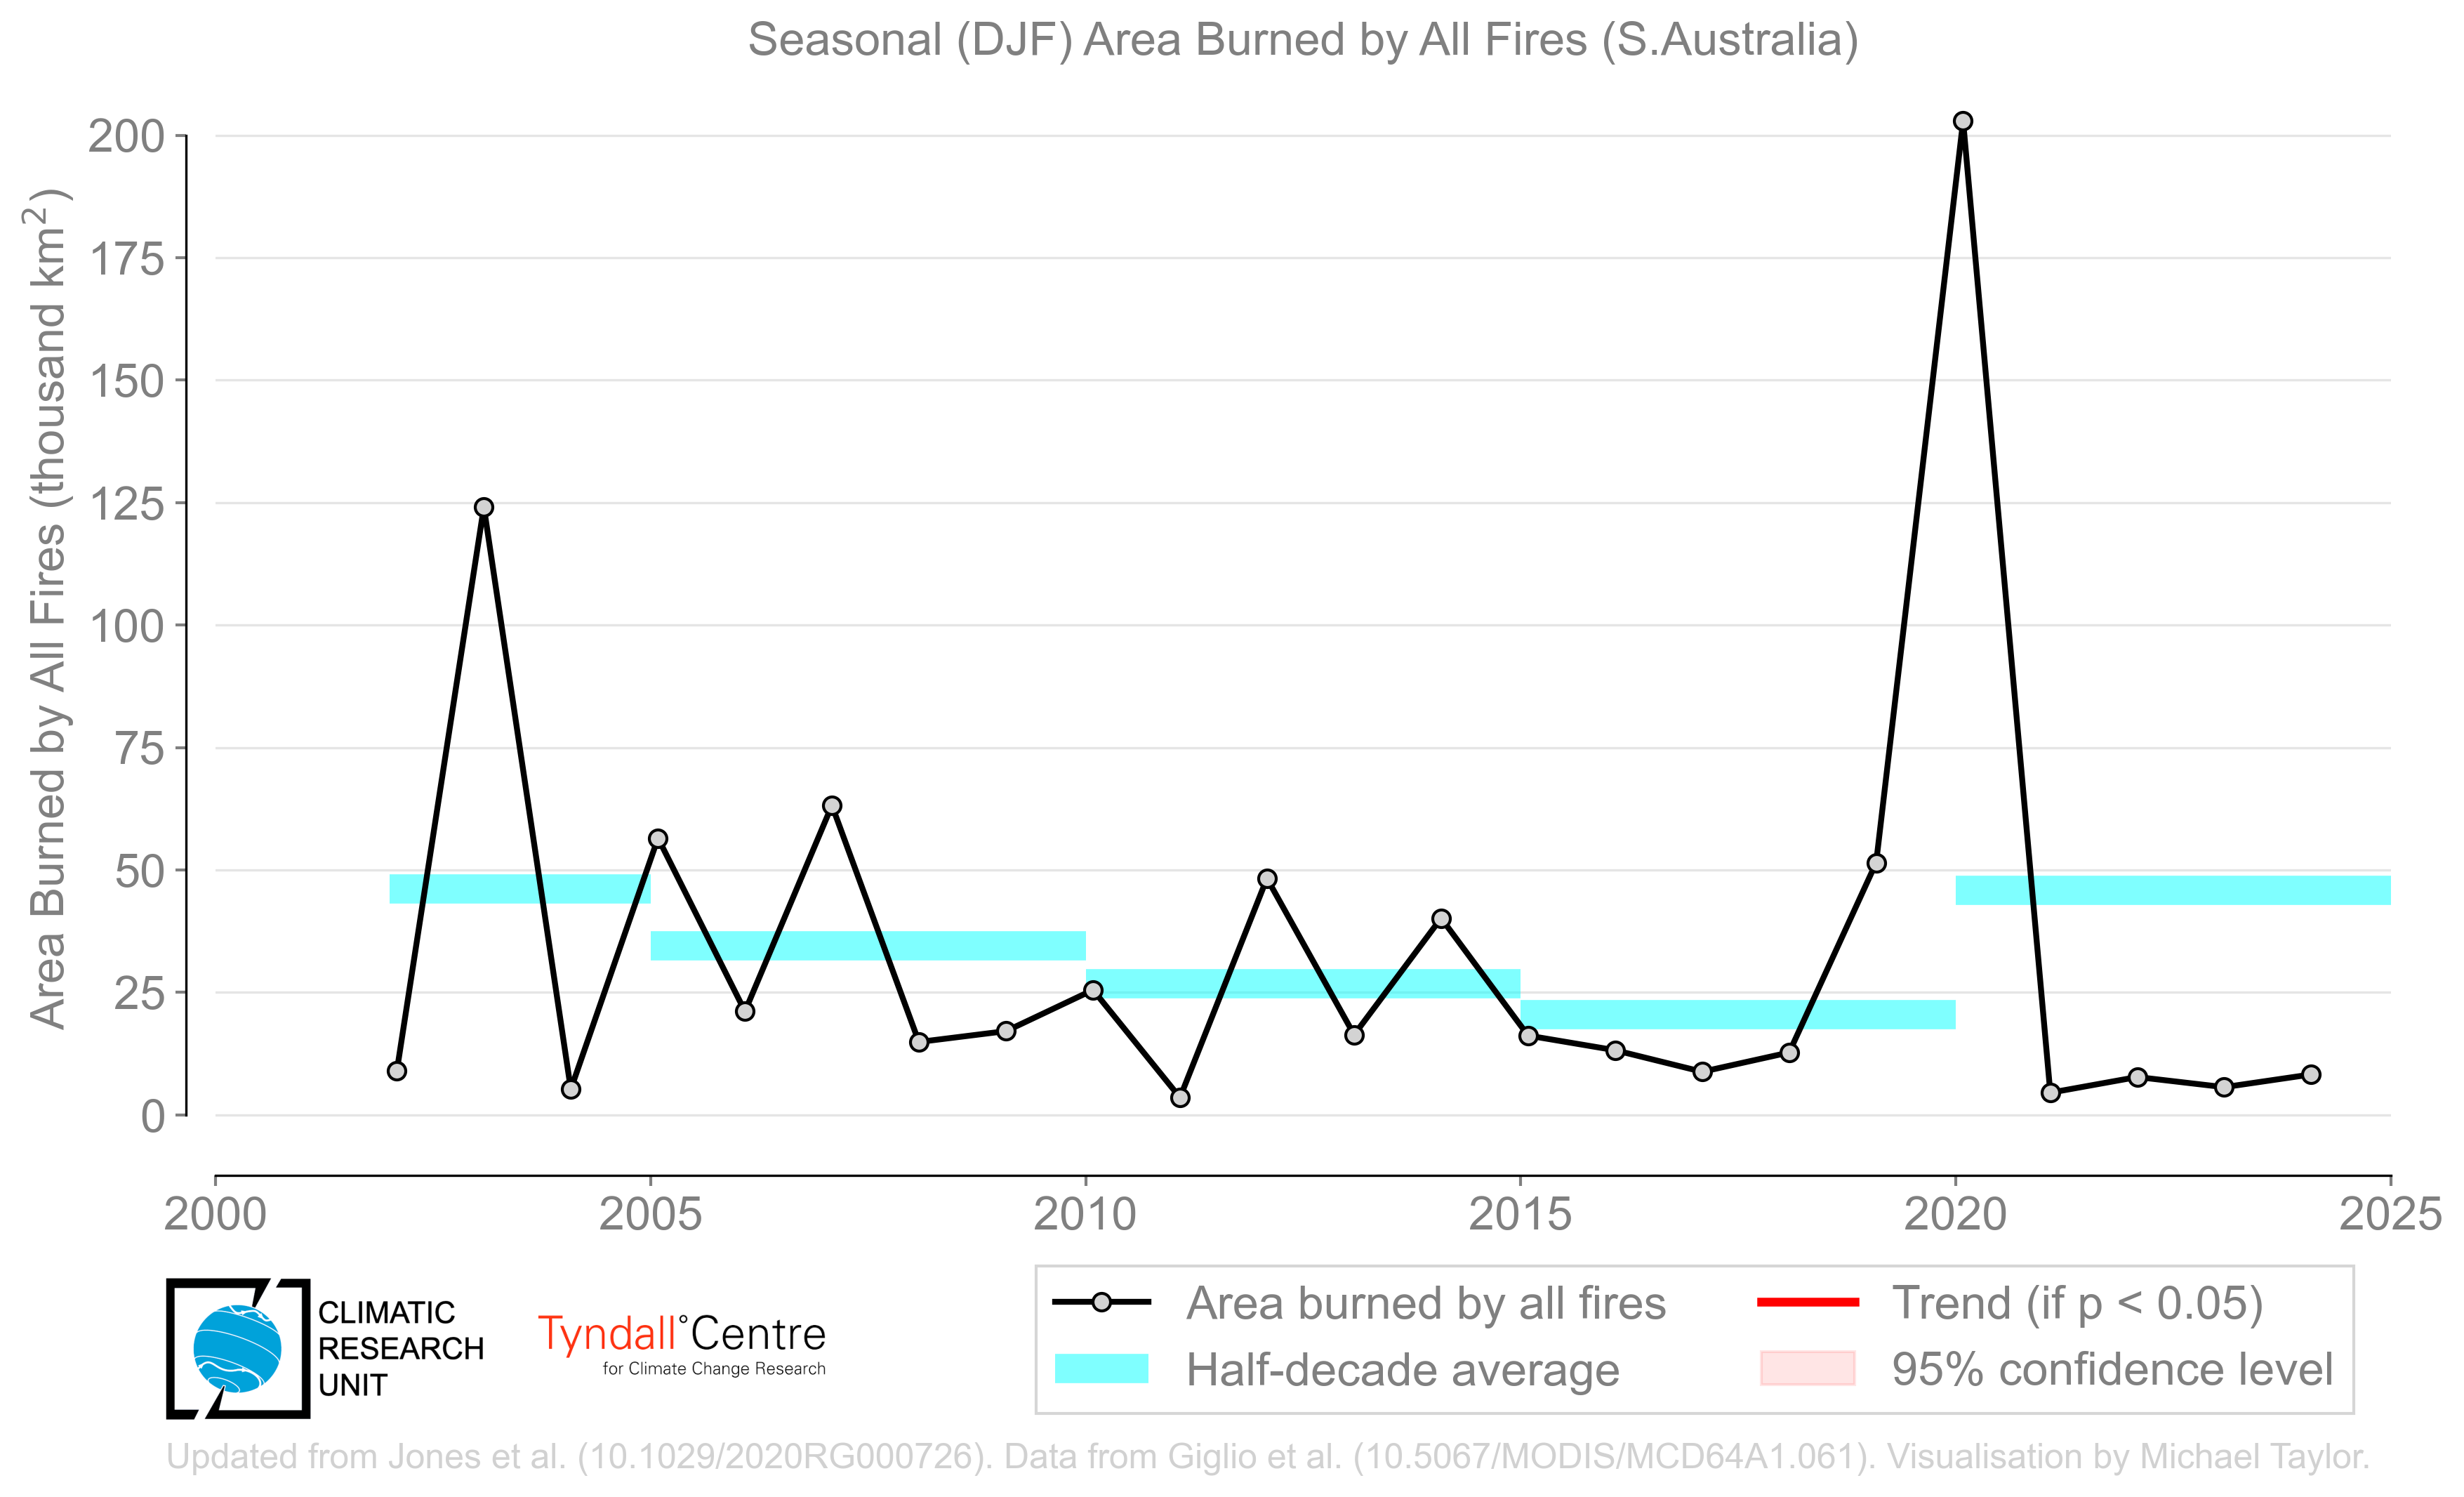 Seasonal (DJF) Area Burned by All Fires (S.Australia)
Area Burned by All Fires (thousand km²)
200
175
150
125
100
75
50
25
0
2000 2005 2010 2015 2020 2025
CLIMATIC
RESEARCH
UNIT
Tyndall°Centre
for Climate Change Research
Area burned by all fires
Half-decade average
Trend (if p < 0.05)
95% confidence level
Updated from Jones et al. (10.1029/2020RG000726). Data from Giglio et al. (10.5067/MODIS/MCD64A1.061). Visualisation by Michael Taylor.